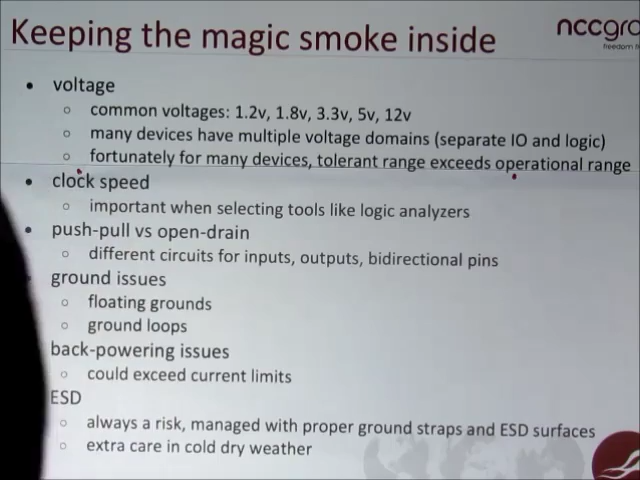 Keeping the magic smoke inside
nccgro
freedom f
• voltage
○ common voltages: 1.2v, 1.8v, 3.3v, 5v, 12v
○ many devices have multiple voltage domains (separate IO and logic)
○ fortunately for many devices, tolerant range exceeds operational range
• clock speed
○ important when selecting tools like logic analyzers
• push-pull vs open-drain
○ different circuits for inputs, outputs, bidirectional pins
• ground issues
○ floating grounds
○ ground loops
back-powering issues
○ could exceed current limits
ESD
○ always a risk, managed with proper ground straps and ESD surfaces
○ extra care in cold dry weather